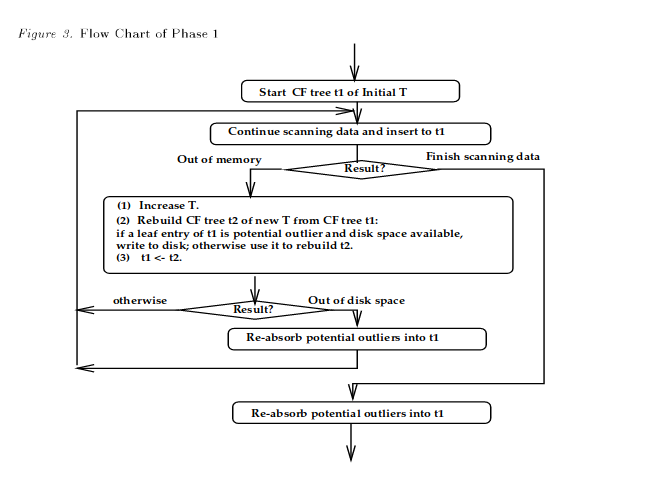 Figure 3. Flow Chart of Phase 1
Start CF tree t1 of Initial T
Continue scanning data and insert to t1
Out of memory
Result?
Finish scanning data
(1) Increase T.
(2) Rebuild CF tree t2 of new T from CF tree t1:
if a leaf entry of t1 is potential outlier and disk space available,
write to disk; otherwise use it to rebuild t2.
(3) t1 <- t2.
otherwise
Result?
Out of disk space
Re-absorb potential outliers into t1
Re-absorb potential outliers into t1